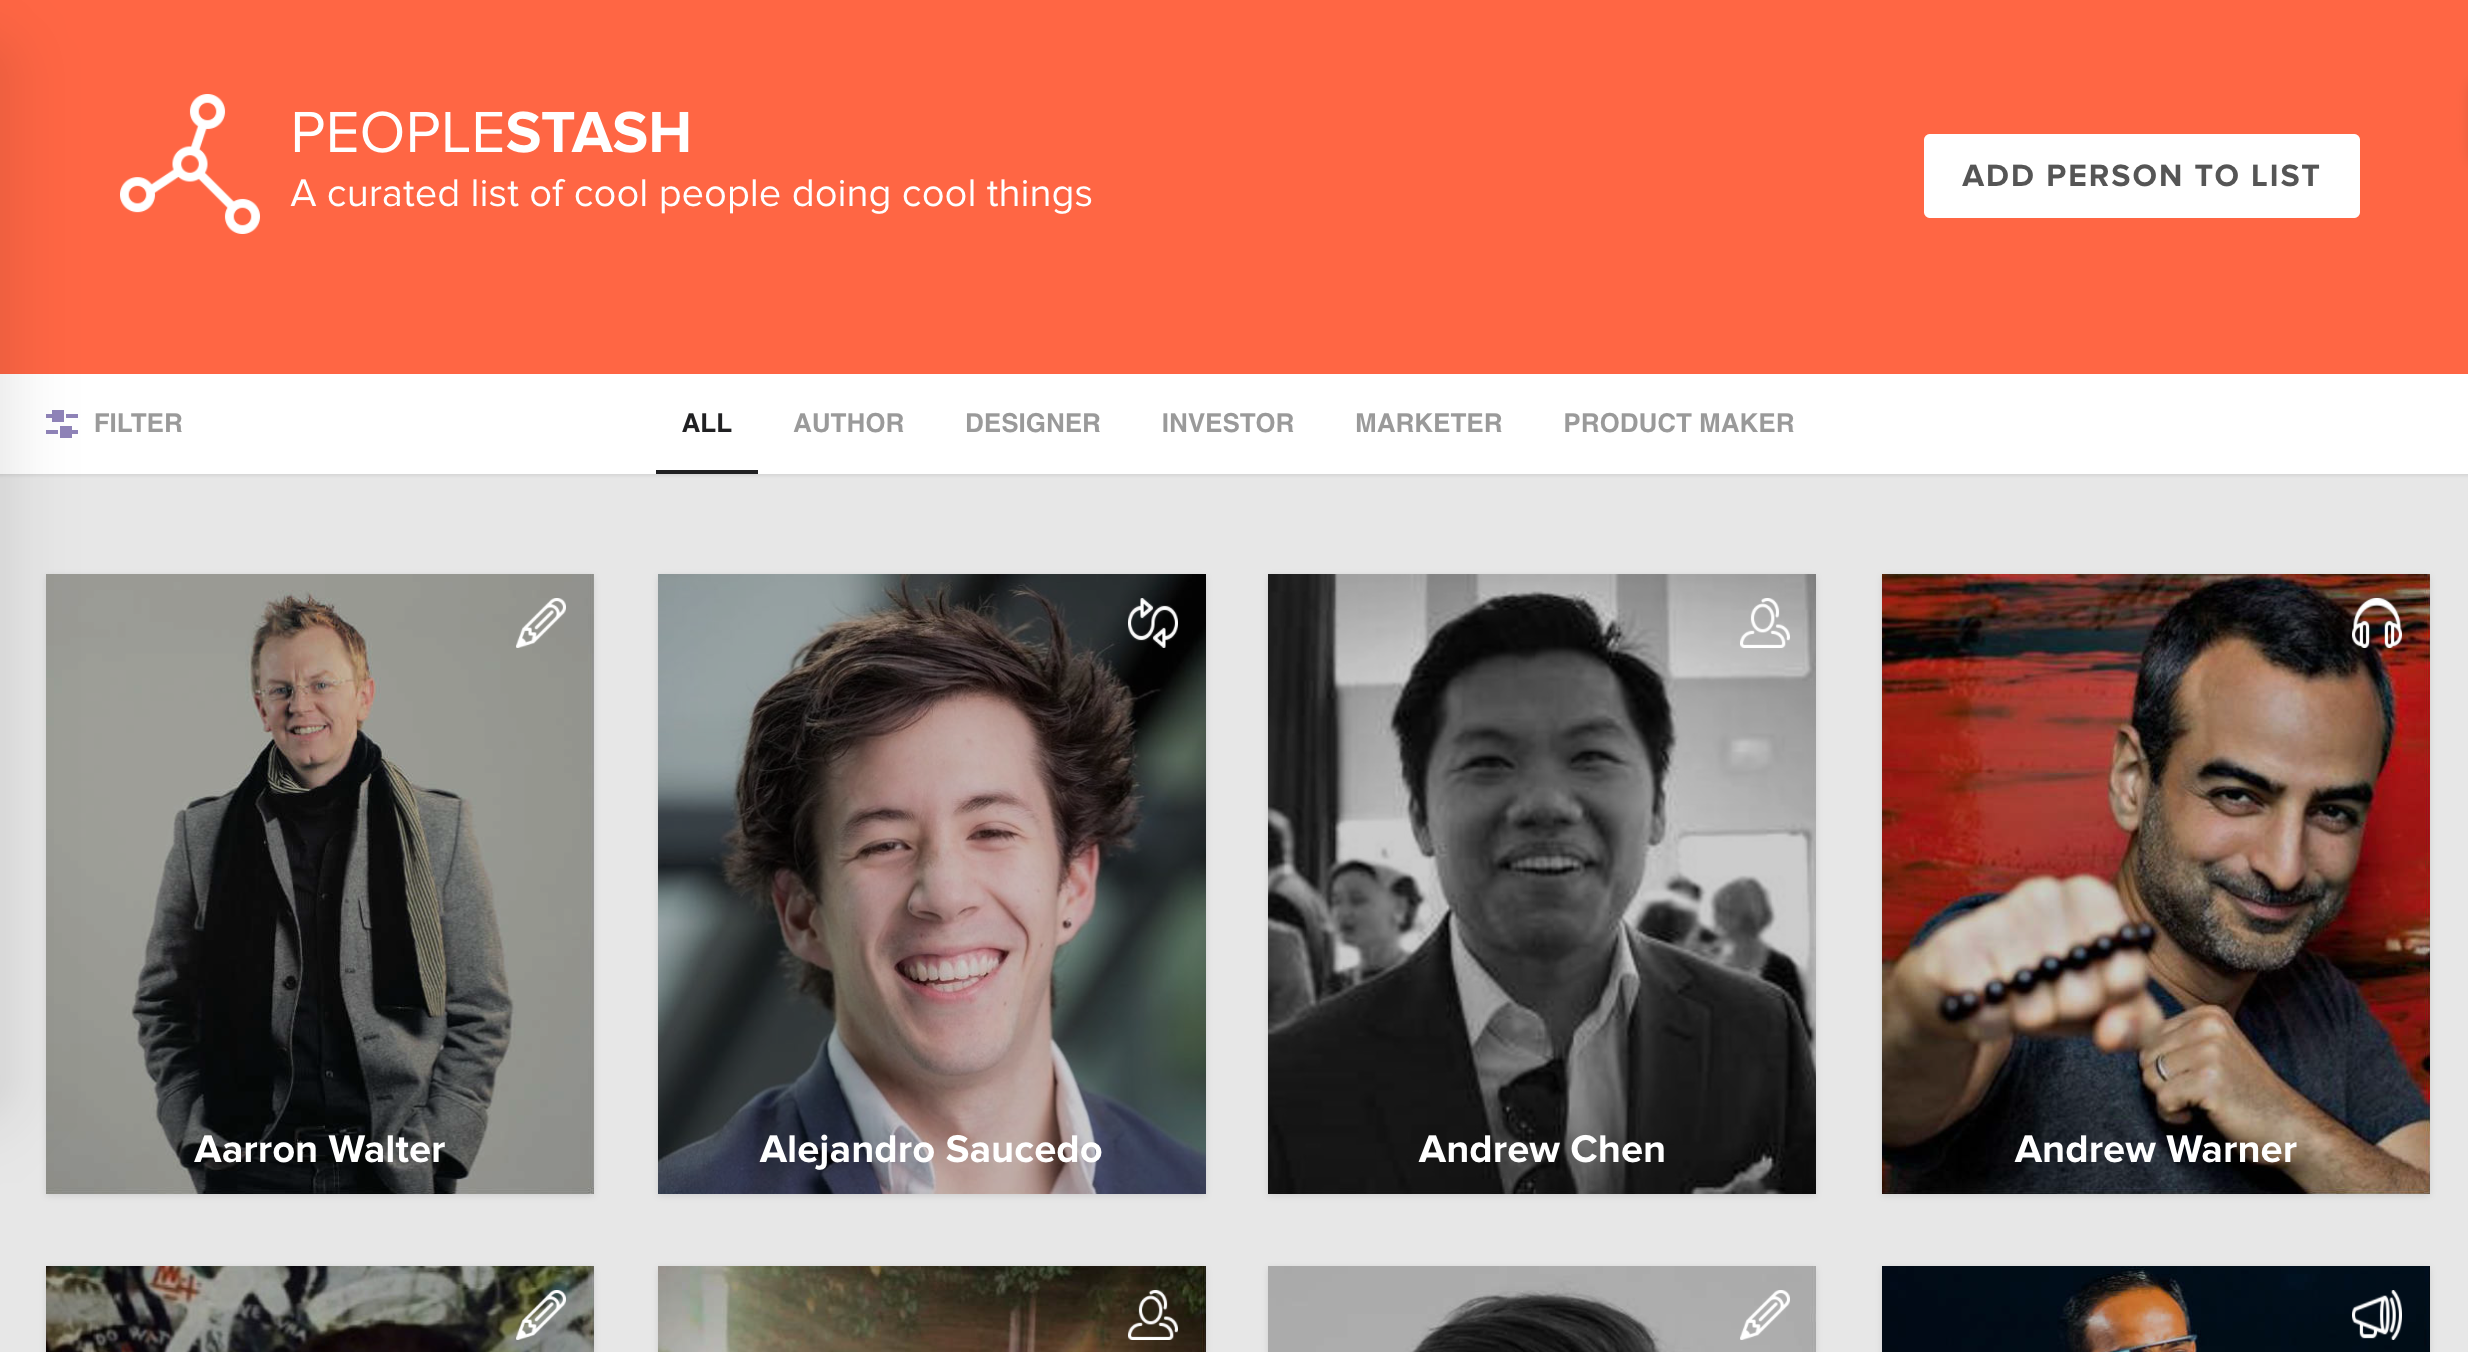 PEOPLESTASH
A curated list of cool people doing cool things
ADD PERSON TO LIST
FILTER
ALL
AUTHOR
DESIGNER
INVESTOR
MARKETER
PRODUCT MAKER
Aarron Walter
Alejandro Saucedo
Andrew Chen
Andrew Warner